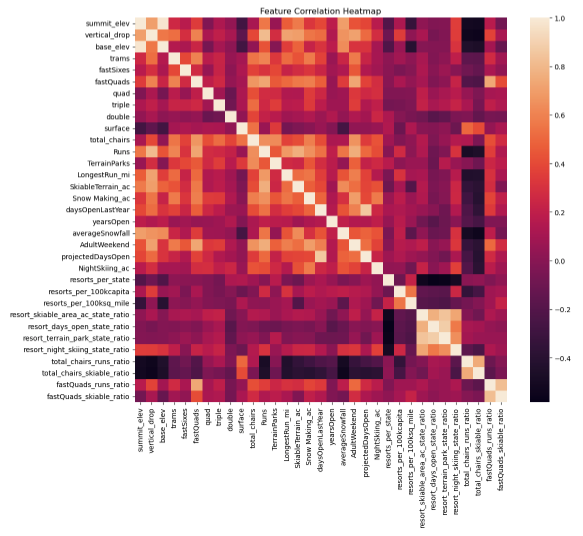 Feature Correlation Heatmap
summit_elev
vertical_drop
base_elev
trams
fastSixes
fastQuads
quad
triple
double
surface
total_chairs
Runs
TerrainParks
LongestRun_mi
SkiableTerrain_ac
Snow Making_ac
daysOpenLastYear
yearsOpen
averageSnowfall
AdultWeekend
projectedDaysOpen
NightSkiing_ac
resorts_per_state
resorts_per_100kcapita
resorts_per_100ksq_mile
resort_skiable_area_ac_state_ratio
resort_days_open_state_ratio
resort_terrain_park_state_ratio
resort_night_skiing_state_ratio
total_chairs_runs_ratio
total_chairs_skiable_ratio
fastQuads_runs_ratio
fastQuads_skiable_ratio
summit_elev
vertical_drop
base_elev
trams
fastSixes
fastQuads
quad
triple
double
surface
total_chairs
Runs
TerrainParks
LongestRun_mi
SkiableTerrain_ac
Snow Making_ac
daysOpenLastYear
yearsOpen
averageSnowfall
AdultWeekend
projectedDaysOpen
NightSkiing_ac
resorts_per_state
resorts_per_100kcapita
resorts_per_100ksq_mile
resort_skiable_area_ac_state_ratio
resort_days_open_state_ratio
resort_terrain_park_state_ratio
resort_night_skiing_state_ratio
total_chairs_runs_ratio
total_chairs_skiable_ratio
fastQuads_runs_ratio
fastQuads_skiable_ratio
1.0
0.8
0.6
0.4
0.2
0.0
−0.2
−0.4